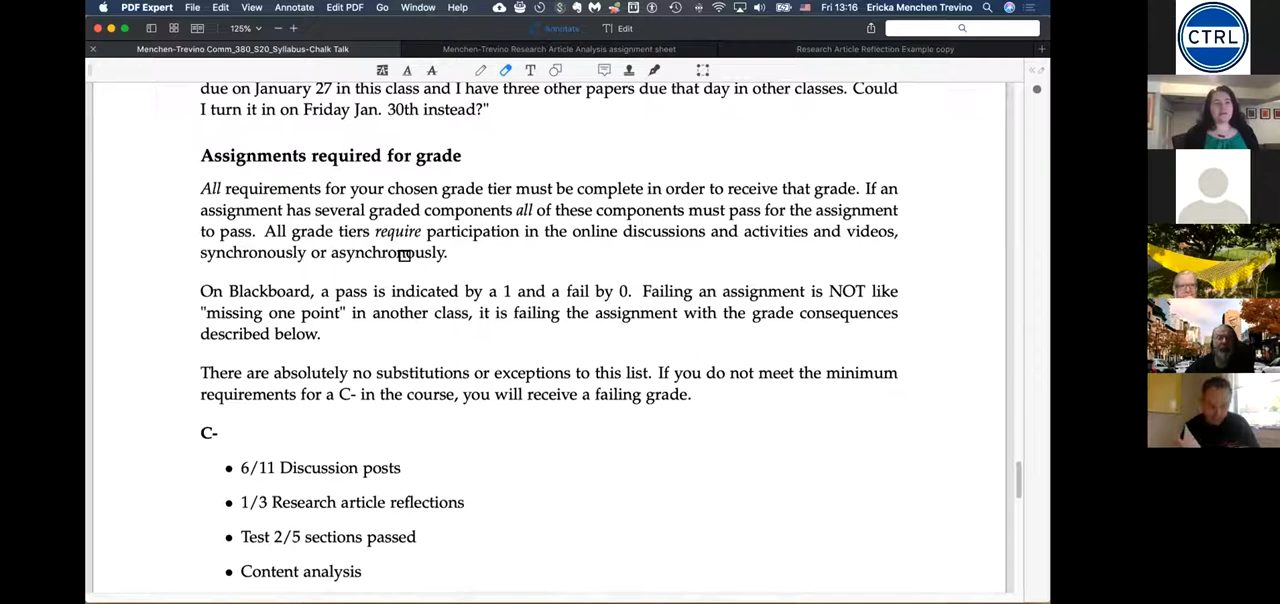 PDF Expert File Edit View Annotate Edit PDF Go Window Help Fri 13:16 Ericka Menchen Trevino
125% Annotate Edit
Menchen-Trevino Comm_380_S20_Syllabus-Chalk Talk Menchen-Trevino Research Article Analysis assignment sheet Research Article Reflection Example copy
due on January 27 in this class and I have three other papers due that day in other classes. Could
I turn it in on Friday Jan. 30th instead?"
Assignments required for grade
All requirements for your chosen grade tier must be complete in order to receive that grade. If an
assignment has several graded components all of these components must pass for the assignment
to pass. All grade tiers require participation in the online discussions and activities and videos,
synchronously or asynchronously.
On Blackboard, a pass is indicated by a 1 and a fail by 0. Failing an assignment is NOT like
"missing one point" in another class, it is failing the assignment with the grade consequences
described below.
There are absolutely no substitutions or exceptions to this list. If you do not meet the minimum
requirements for a C- in the course, you will receive a failing grade.
C-
• 6/11 Discussion posts
• 1/3 Research article reflections
• Test 2/5 sections passed
• Content analysis
CTRL